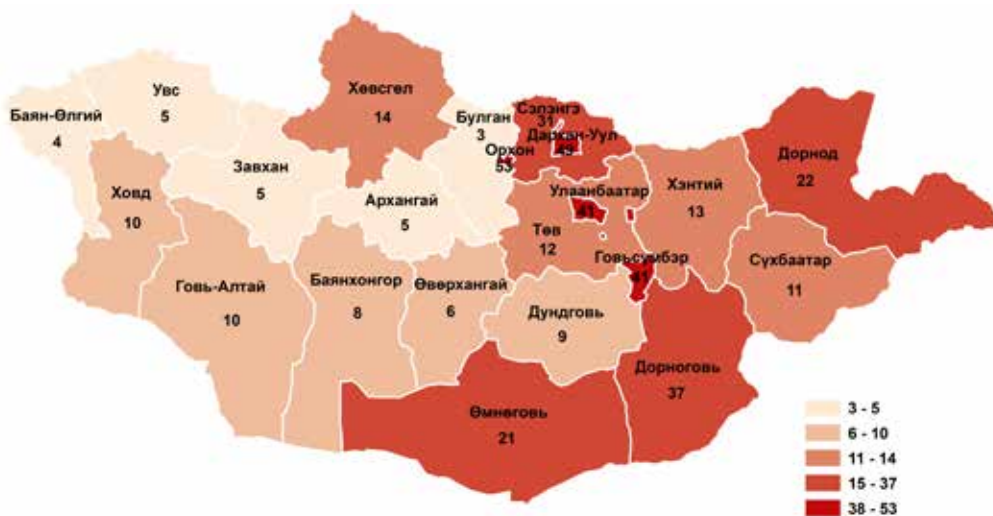 Увс
5
Баян-Өлгий
4
Ховд
10
Хөвсгөл
14
Завхан
5
Архангай
5
Булган
3
Орхон
53
Сэлэнгэ
31
Дархан-Уул
49
Улаанбаатар
41
Төв
12
Говьсүмбэр
41
Хэнтий
13
Дорнод
22
Сүхбаатар
11
Говь-Алтай
10
Баянхонгор
8
Өвөрхангай
6
Дундговь
9
Дорноговь
37
Өмнөговь
21
3 - 5
6 - 10
11 - 14
15 - 37
38 - 53